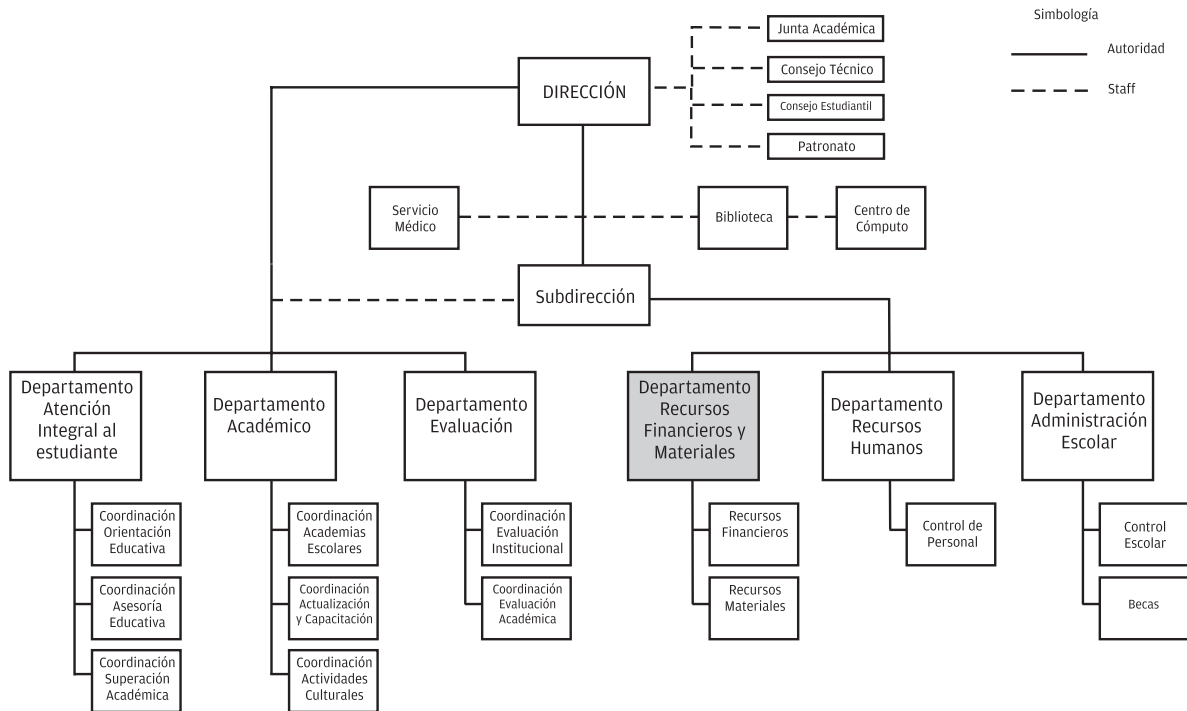 Simbología
Autoridad
Staff
Junta Académica
Consejo Técnico
Consejo Estudiantil
Patronato
DIRECCIÓN
Servicio
Médico
Biblioteca
Centro de
Cómputo
Subdirección
Departamento
Atención
Integral al
estudiante
Departamento
Académico
Departamento
Evaluación
Departamento
Recursos
Financieros y
Materiales
Departamento
Recursos
Humanos
Departamento
Administración
Escolar
Coordinación
Orientación
Educativa
Coordinación
Asesoría
Educativa
Coordinación
Superación
Académica
Coordinación
Academias
Escolares
Coordinación
Actualización
y Capacitación
Coordinación
Actividades
Culturales
Coordinación
Evaluación
Institucional
Coordinación
Evaluación
Académica
Recursos
Financieros
Recursos
Materiales
Control de
Personal
Control
Escolar
Becas